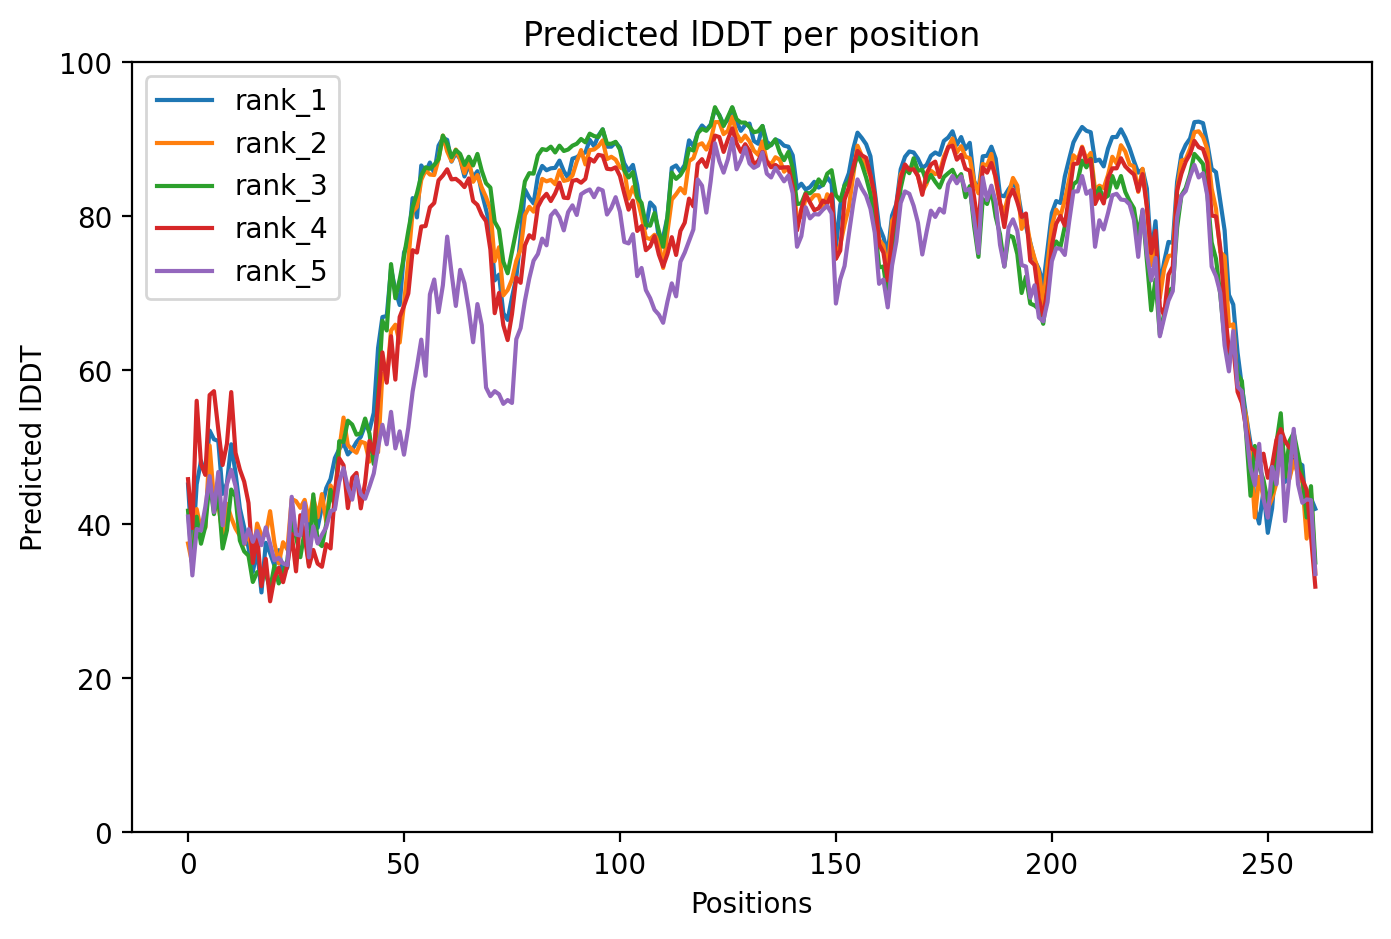 Predicted lDDT per position
100
80
60
40
20
0
Predicted lDDT
rank_1
rank_2
rank_3
rank_4
rank_5
0 50 100 150 200 250
Positions